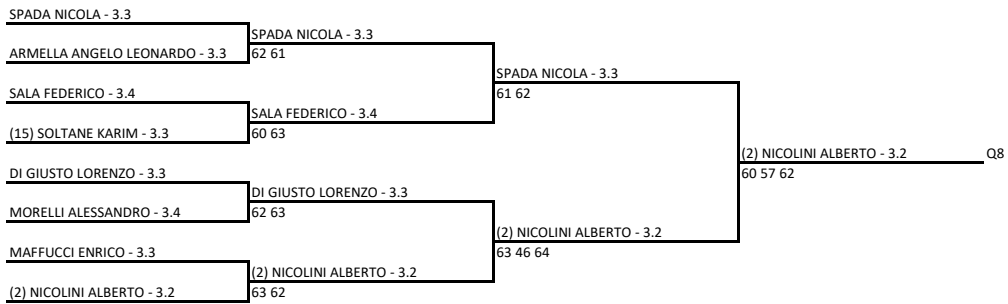 SPADA NICOLA - 3.3
SPADA NICOLA - 3.3
ARMELLA ANGELO LEONARDO - 3.3
62 61
SPADA NICOLA - 3.3
SALA FEDERICO - 3.4
61 62
SALA FEDERICO - 3.4
(15) SOLTANE KARIM - 3.3
60 63
(2) NICOLINI ALBERTO - 3.2
Q8
DI GIUSTO LORENZO - 3.3
60 57 62
DI GIUSTO LORENZO - 3.3
MORELLI ALESSANDRO - 3.4
62 63
(2) NICOLINI ALBERTO - 3.2
MAFFUCCI ENRICO - 3.3
63 46 64
(2) NICOLINI ALBERTO - 3.2
(2) NICOLINI ALBERTO - 3.2
63 62